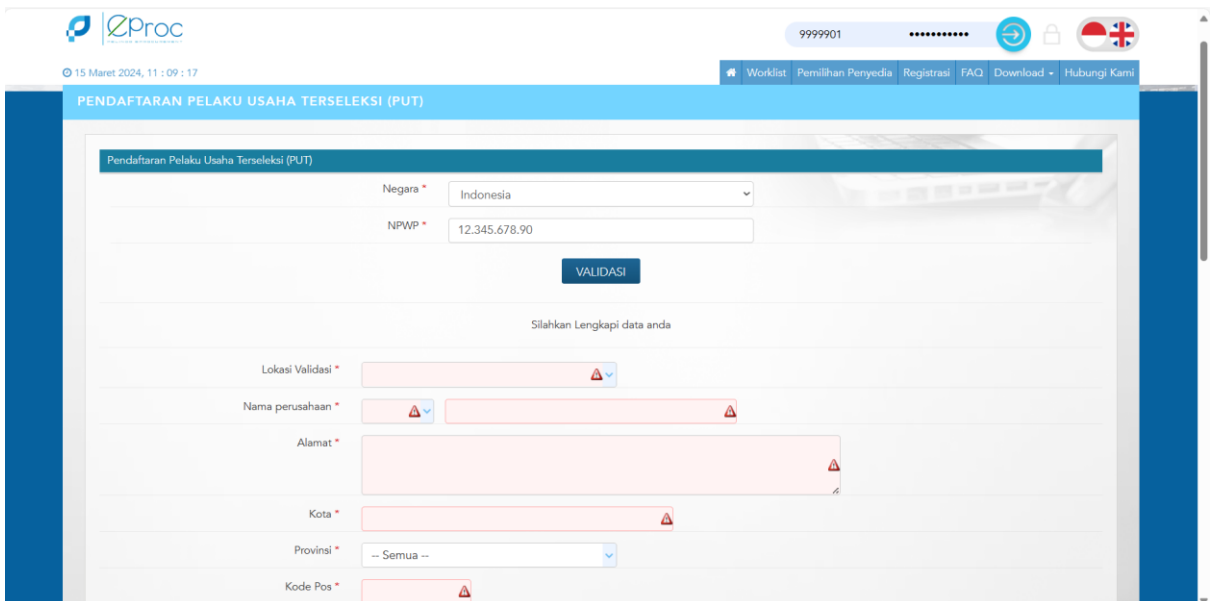 eProc
9999901
•••••••••••
15 Maret 2024, 11 : 09 : 17
Worklist Pemilihan Penyedia Registrasi FAQ Download Hubungi Kami
PENDAFTARAN PELAKU USAHA TERSELEKSI (PUT)
Pendaftaran Pelaku Usaha Terseleksi (PUT)
Negara * Indonesia
NPWP * 12.345.678.90
VALIDASI
Silahkan Lengkapi data anda
Lokasi Validasi *
Nama perusahaan *
Alamat *
Kota *
Provinsi * -- Semua --
Kode Pos *